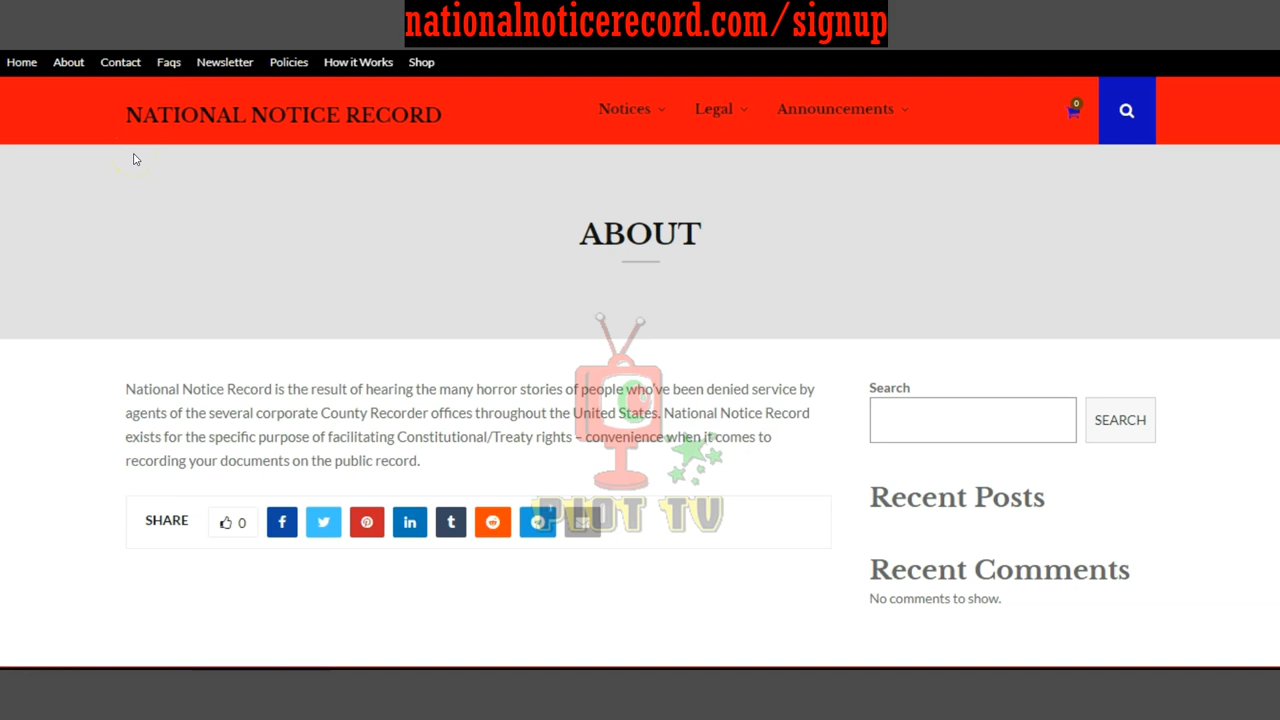 nationalnoticerecord.com/signup
Home About Contact Faqs Newsletter Policies How it Works Shop
NATIONAL NOTICE RECORD
Notices Legal Announcements
0
ABOUT
National Notice Record is the result of hearing the many horror stories of people who've been denied service by
agents of the several corporate County Recorder offices throughout the United States. National Notice Record
exists for the specific purpose of facilitating Constitutional/Treaty rights – convenience when it comes to
recording your documents on the public record.
SHARE 0
Search
SEARCH
Recent Posts
Recent Comments
No comments to show.
PLOT TV